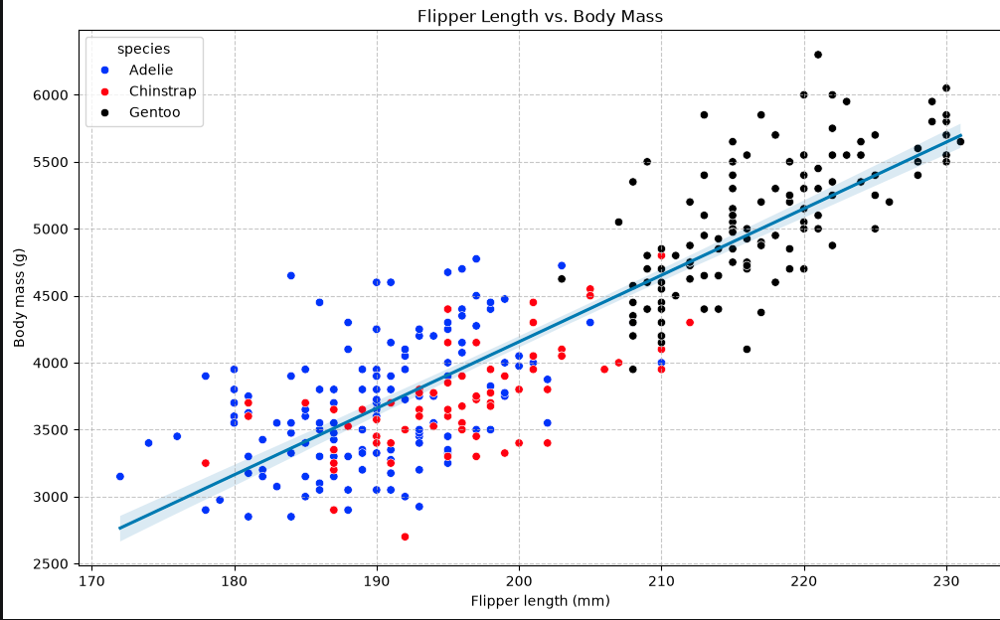 Flipper Length vs. Body Mass
species
Adelie
Chinstrap
Gentoo
6000
5500
5000
4500
4000
3500
3000
2500
Body mass (g)
170 180 190 200 210 220 230
Flipper length (mm)